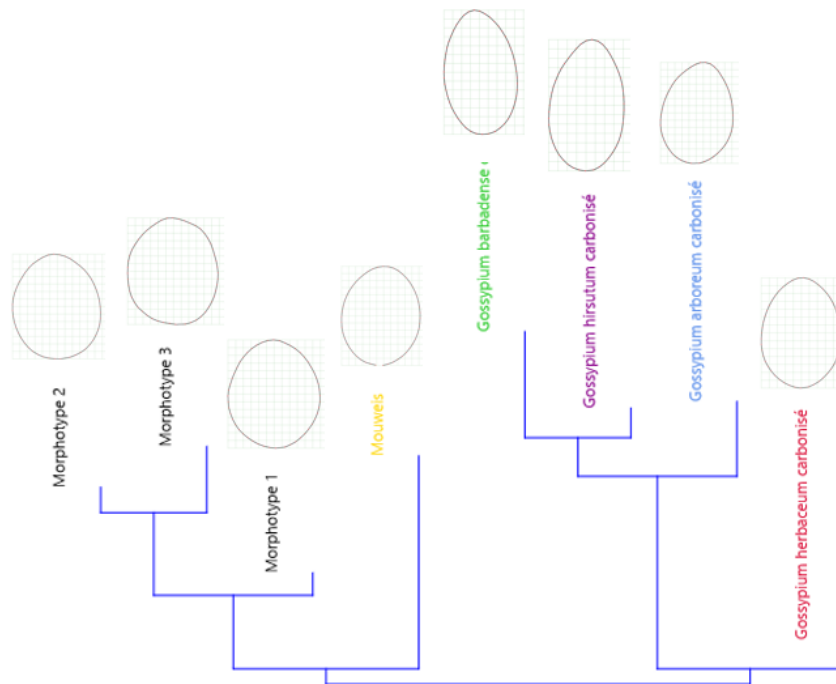 Morphotype 2
Morphotype 3
Morphotype 1
Mouweis
Gossypium barbadense
Gossypium hirsutum carbonisé
Gossypium arboreum carbonisé
Gossypium herbaceum carbonisé